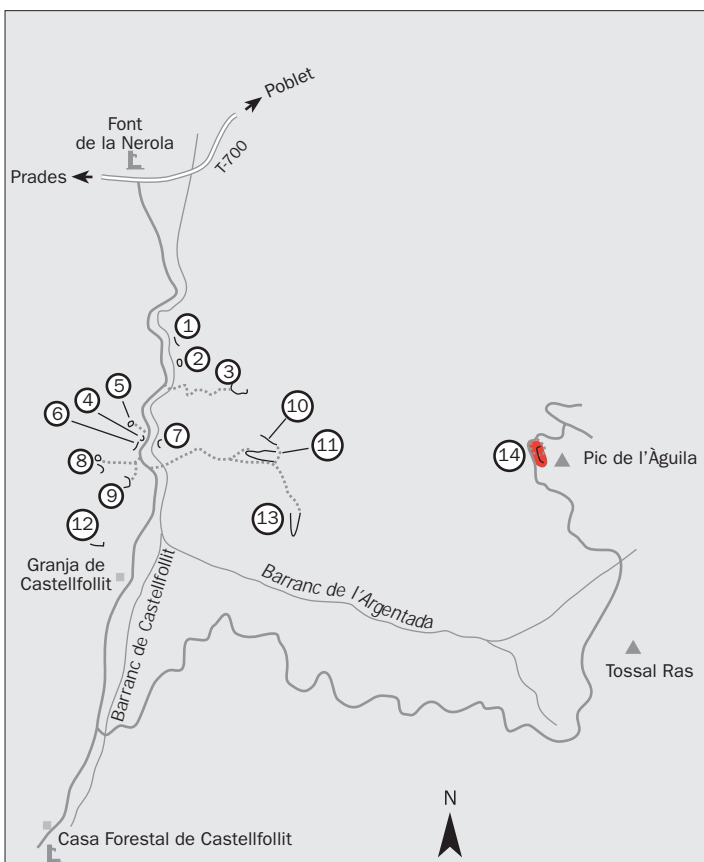 Poblet
Font
de la Nerola
T-700
Prades
1
2
3
5
4
6
7
10
11
8
9
14
Pic de l'Àguila
12
13
Granja de
Castellfollit
Barranc de Castellfollit
Barranc de l'Argentada
Tossal Ras
N
Casa Forestal de Castellfollit